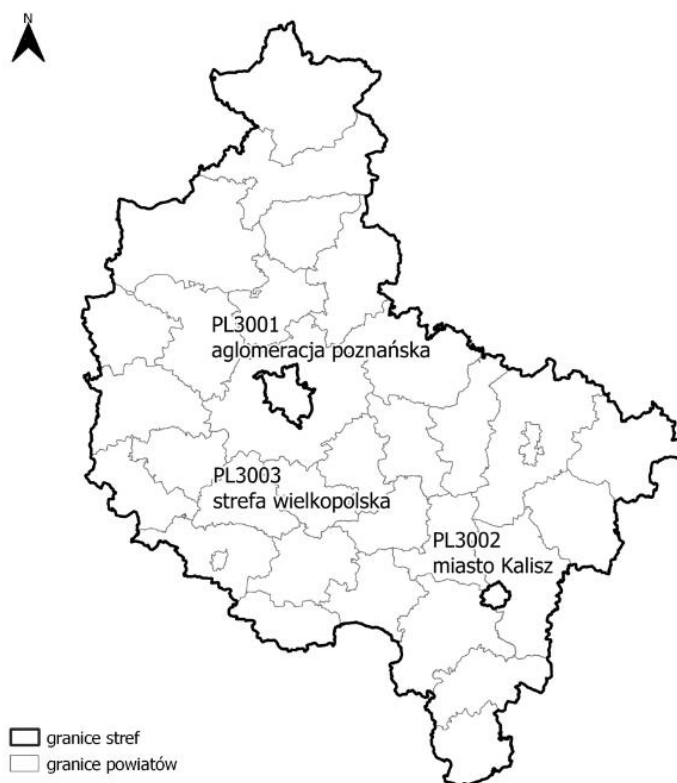 N
PL3001
aglomeracja poznańska
PL3003
strefa wielkopolska
PL3002
miasto Kalisz
granice stref
granice powiatów